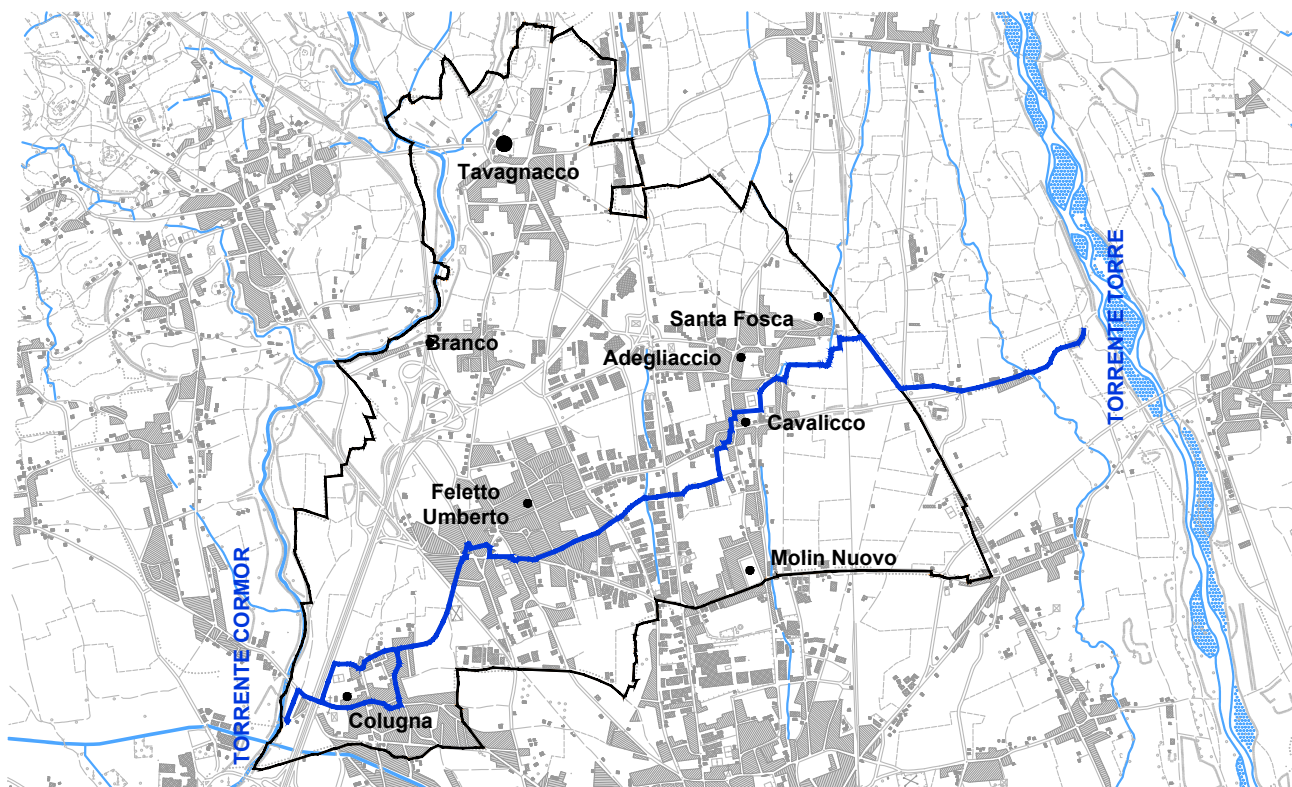 Tavagnacco
TORRENTE TORRE
Santa Fosca
Branco
Adegliaccio
Cavalicco
Feletto
Umberto
Molin Nuovo
TORRENTE CORMOR
Colugna